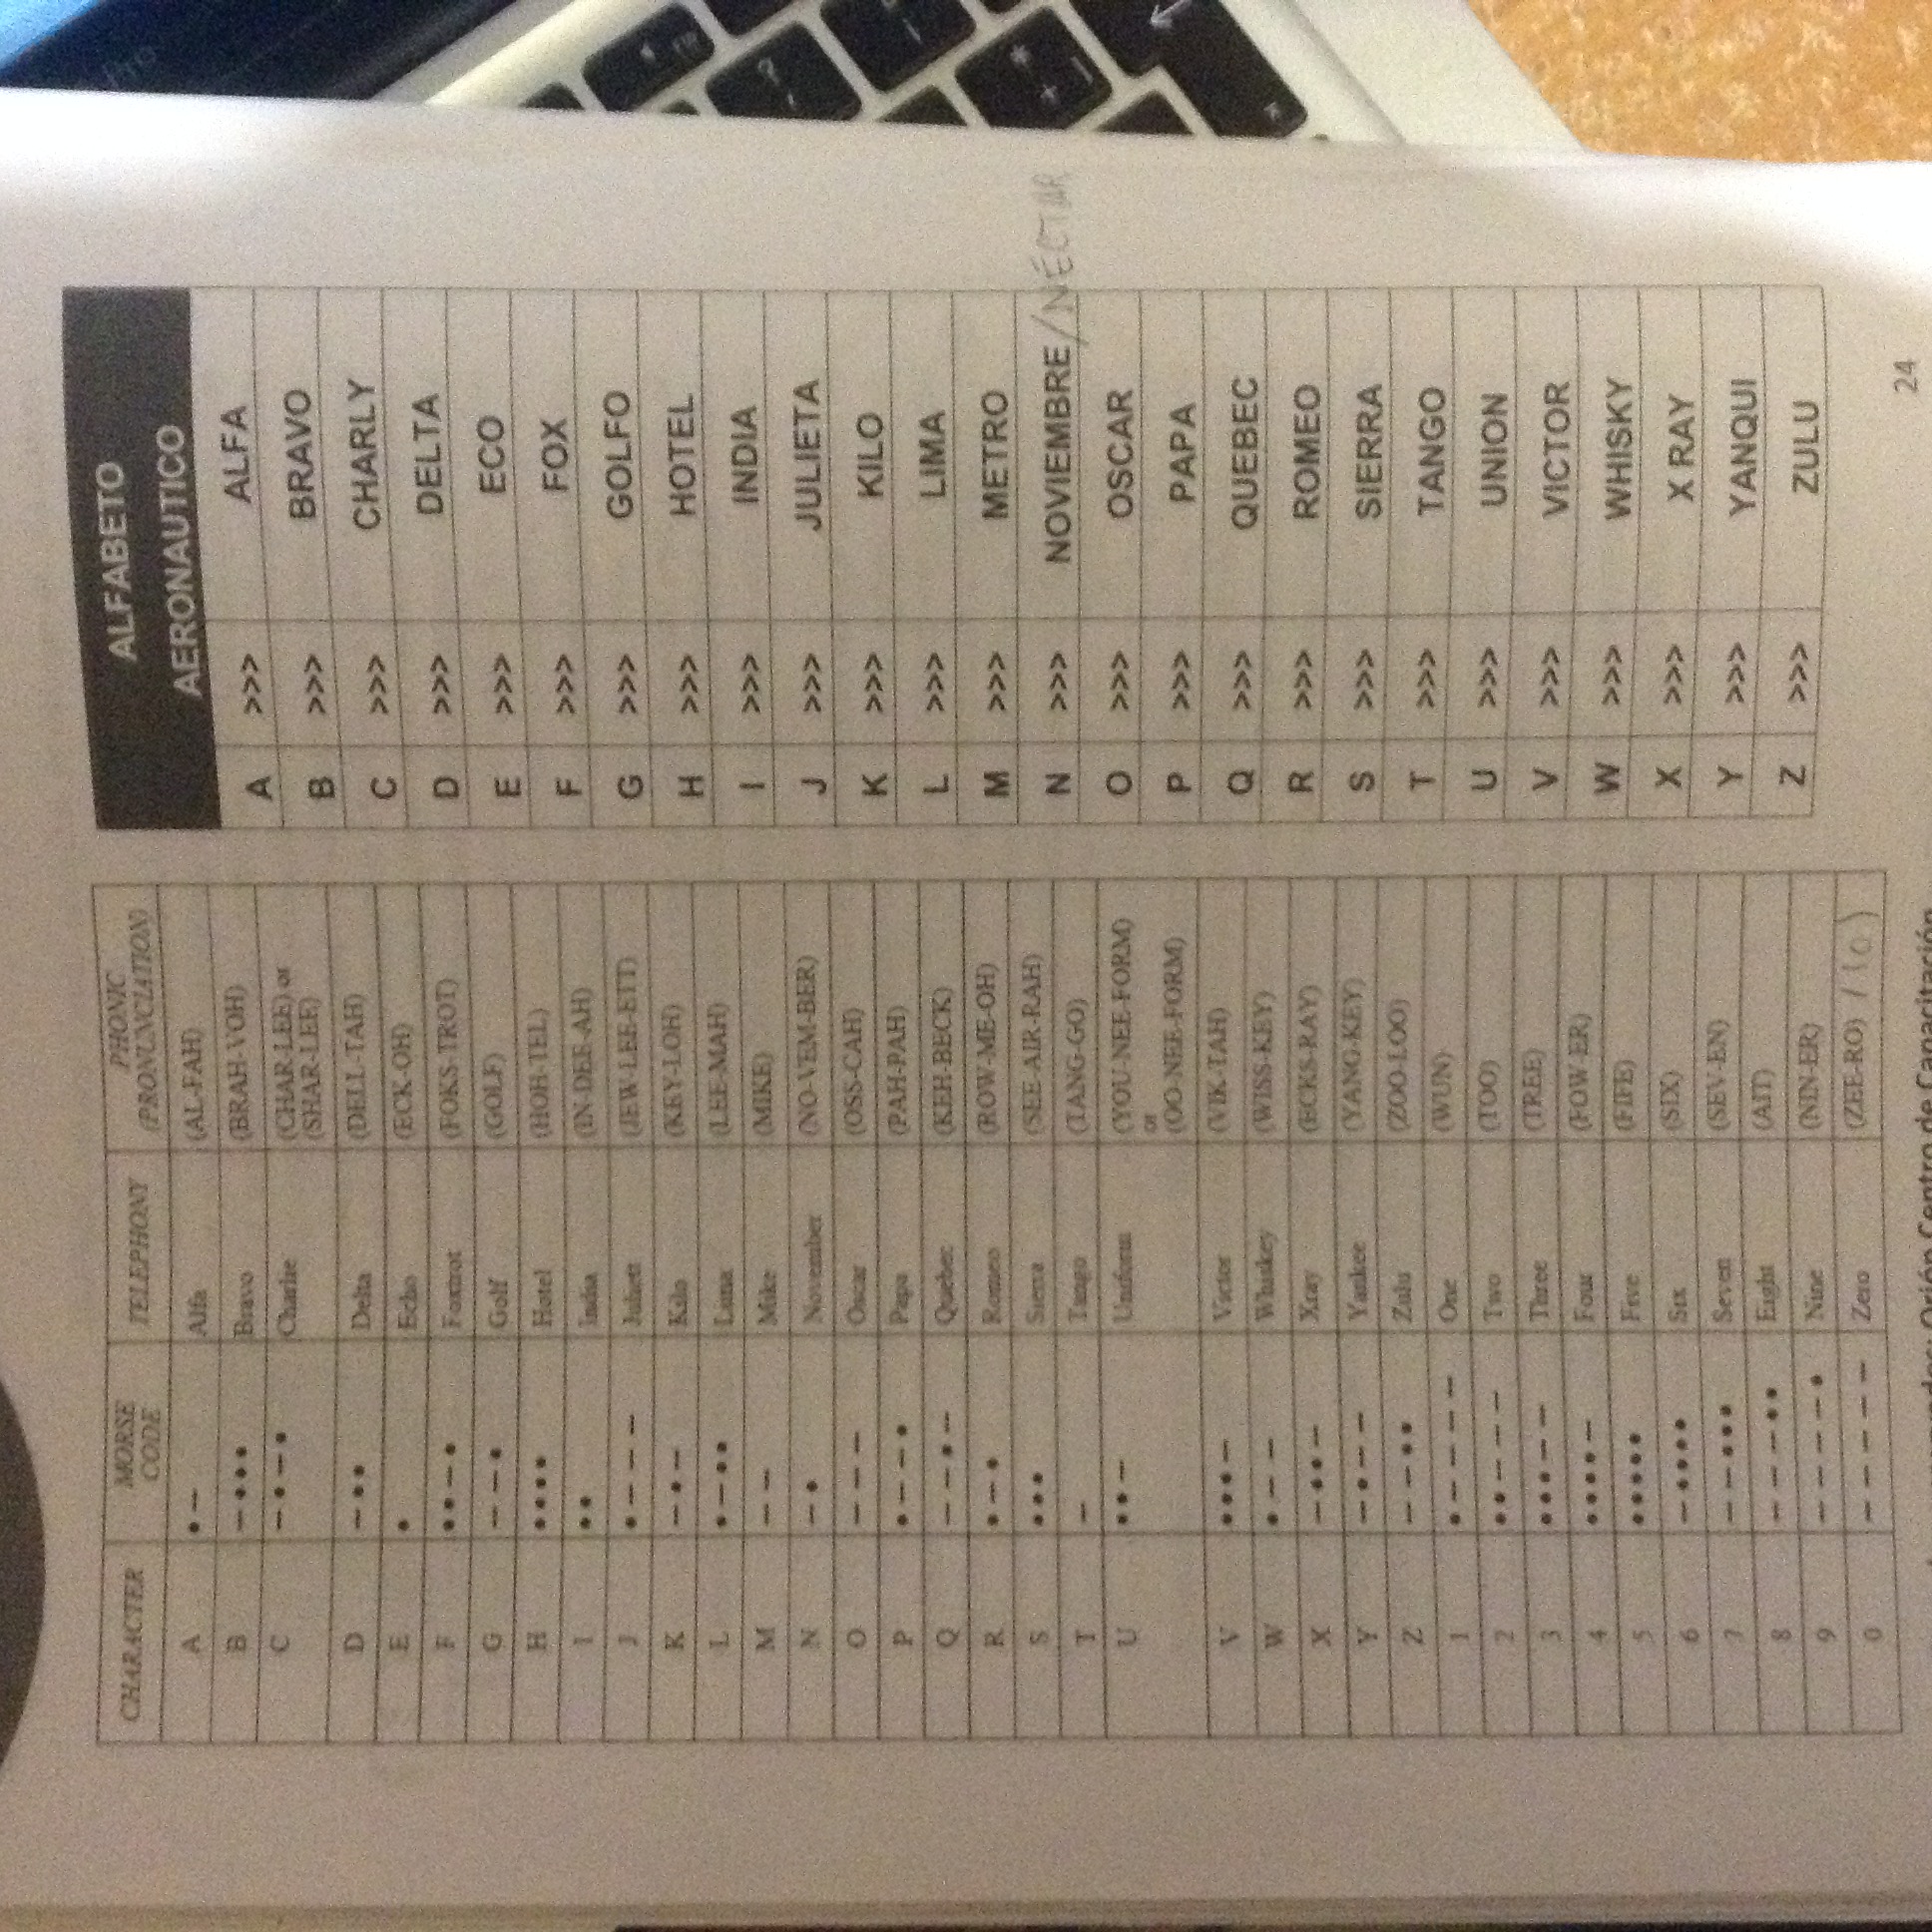 CHARACTER MORSE CODE TELEPHONY PHONIC (PRONUNCIATION)
A •— Alfa (AL-FAH)
B —••• Bravo (BRAH-VOH)
C —•—• Charlie (CHAR-LEE) or (SHAR-LEE)
D —•• Delta (DELL-TAH)
E • Echo (ECK-OH)
F ••—• Foxtrot (FOKS-TROT)
G ——• Golf (GOLF)
H •••• Hotel (HOH-TEL)
I •• India (IN-DEE-AH)
J •——— Juliett (JEW-LEE-ETT)
K —•— Kilo (KEY-LOH)
L •—•• Lima (LEE-MAH)
M —— Mike (MIKE)
N —• November (NO-VEM-BER)
O ——— Oscar (OSS-CAH)
P •——• Papa (PAH-PAH)
Q ——•— Quebec (KEH-BECK)
R •—• Romeo (ROW-ME-OH)
S ••• Sierra (SEE-AIR-RAH)
T — Tango (TANG-GO)
U ••— Uniform (YOU-NEE-FORM) or (OO-NEE-FORM)
V •••— Victor (VIK-TAH)
W •—— Whiskey (WISS-KEY)
X —••— Xray (ECKS-RAY)
Y —•—— Yankee (YANG-KEY)
Z ——•• Zulu (ZOO-LOO)
1 •———— One (WUN)
2 ••——— Two (TOO)
3 •••—— Three (TREE)
4 ••••— Four (FOW-ER)
5 ••••• Five (FIFE)
6 —•••• Six (SIX)
7 ——••• Seven (SEV-EN)
8 ———•• Eight (AIT)
9 ————• Nine (NIN-ER)
0 ————— Zero (ZEE-RO) / (0)
ALFABETO
AERONAUTICO
A >>> ALFA
B >>> BRAVO
C >>> CHARLY
D >>> DELTA
E >>> ECO
F >>> FOX
G >>> GOLFO
H >>> HOTEL
I >>> INDIA
J >>> JULIETA
K >>> KILO
L >>> LIMA
M >>> METRO
N >>> NOVIEMBRE / NÉCTAR
O >>> OSCAR
P >>> PAPA
Q >>> QUEBEC
R >>> ROMEO
S >>> SIERRA
T >>> TANGO
U >>> UNION
V >>> VICTOR
W >>> WHISKY
X >>> X RAY
Y >>> YANQUI
Z >>> ZULU
24
Orión Centro de Capacitación